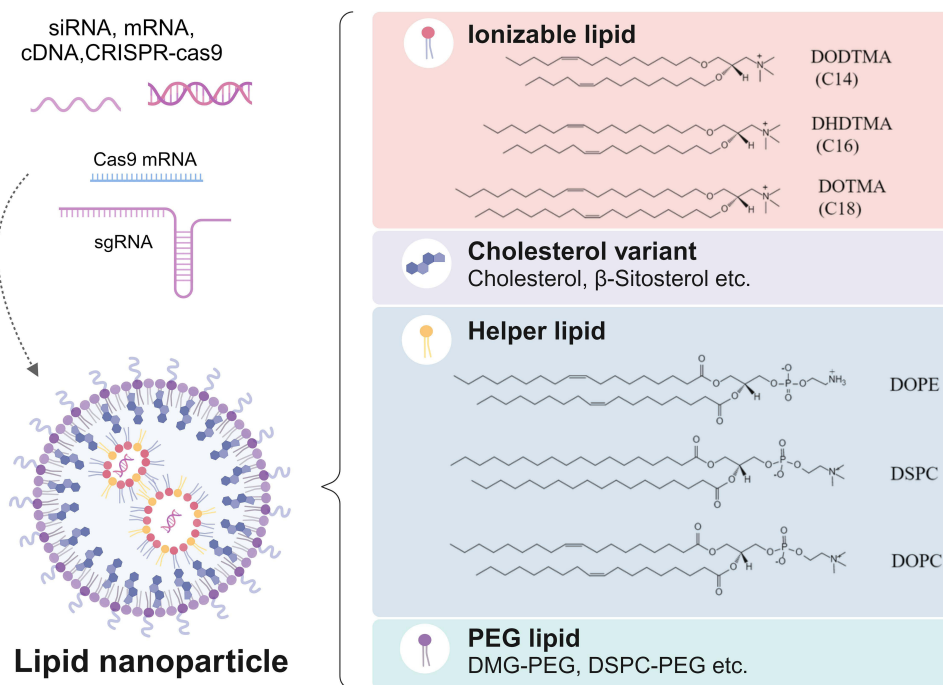 siRNA, mRNA,
cDNA,CRISPR-cas9
Cas9 mRNA
sgRNA
Lipid nanoparticle
Ionizable lipid
O
O
H
N
+
DODTMA
(C14)
O
O
H
N
+
DHDTMA
(C16)
O
O
H
N
+
DOTMA
(C18)
Cholesterol variant
Cholesterol, β-Sitosterol etc.
Helper lipid
O
O
O
O
H
O
-O
P
O
O
+
NH3
DOPE
O
O
O
O
H
O
O
P
-O
O
N
+
DSPC
O
O
O
O
H
O
O
P
-O
O
N
+
DOPC
PEG lipid
DMG-PEG, DSPC-PEG etc.